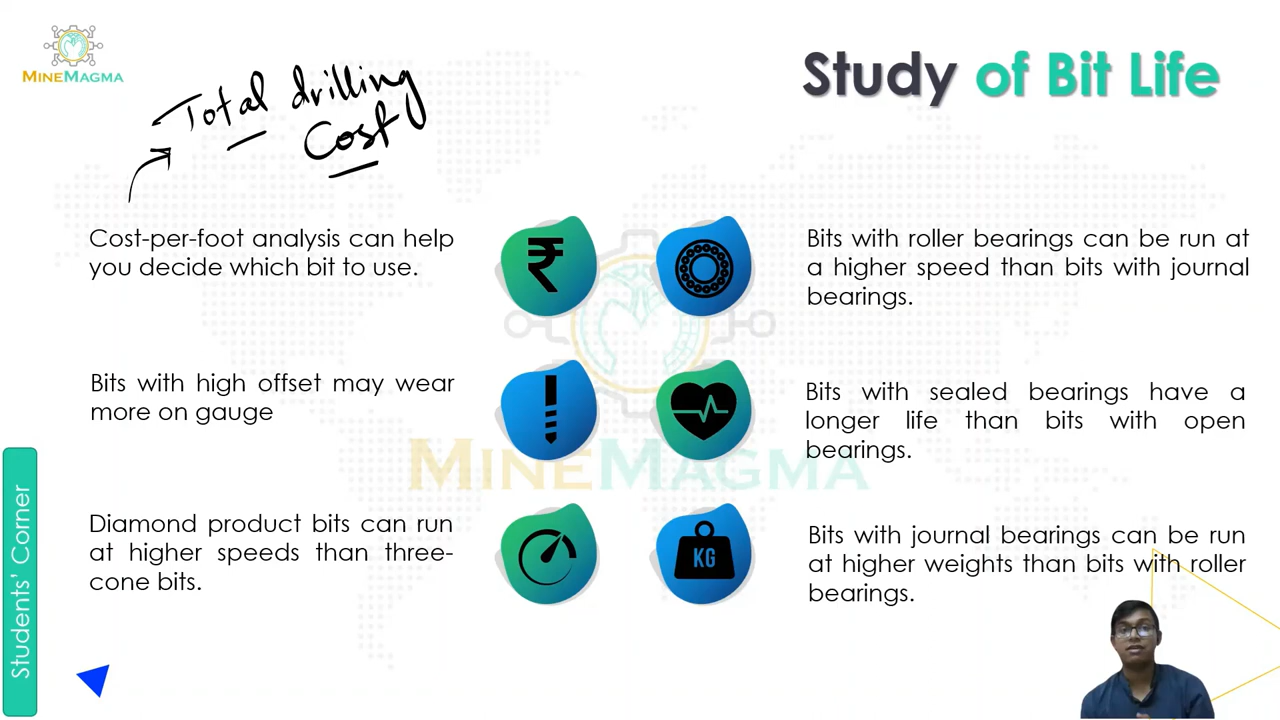 MINEMAGMA
Study of Bit Life
Total drilling
Cost
Cost-per-foot analysis can help
you decide which bit to use.
₹
Bits with roller bearings can be run at
a higher speed than bits with journal
bearings.
Bits with high offset may wear
more on gauge
Bits with sealed bearings have a
longer life than bits with open
bearings.
MINEMAGMA
Diamond product bits can run
at higher speeds than three-
cone bits.
KG
Bits with journal bearings can be run
at higher weights than bits with roller
bearings.
Students' Corner